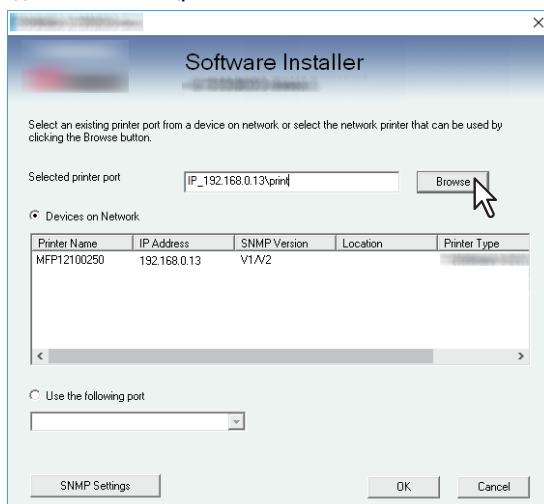 Software Installer
Select an existing printer port from a device on network or select the network printer that can be used by
clicking the Browse button.
Selected printer port IP_192.168.0.13\print Browse
Devices on Network
Printer Name IP Address SNMP Version Location Printer Type
MFP12100250 192.168.0.13 V1/V2
Use the following port
SNMP Settings OK Cancel